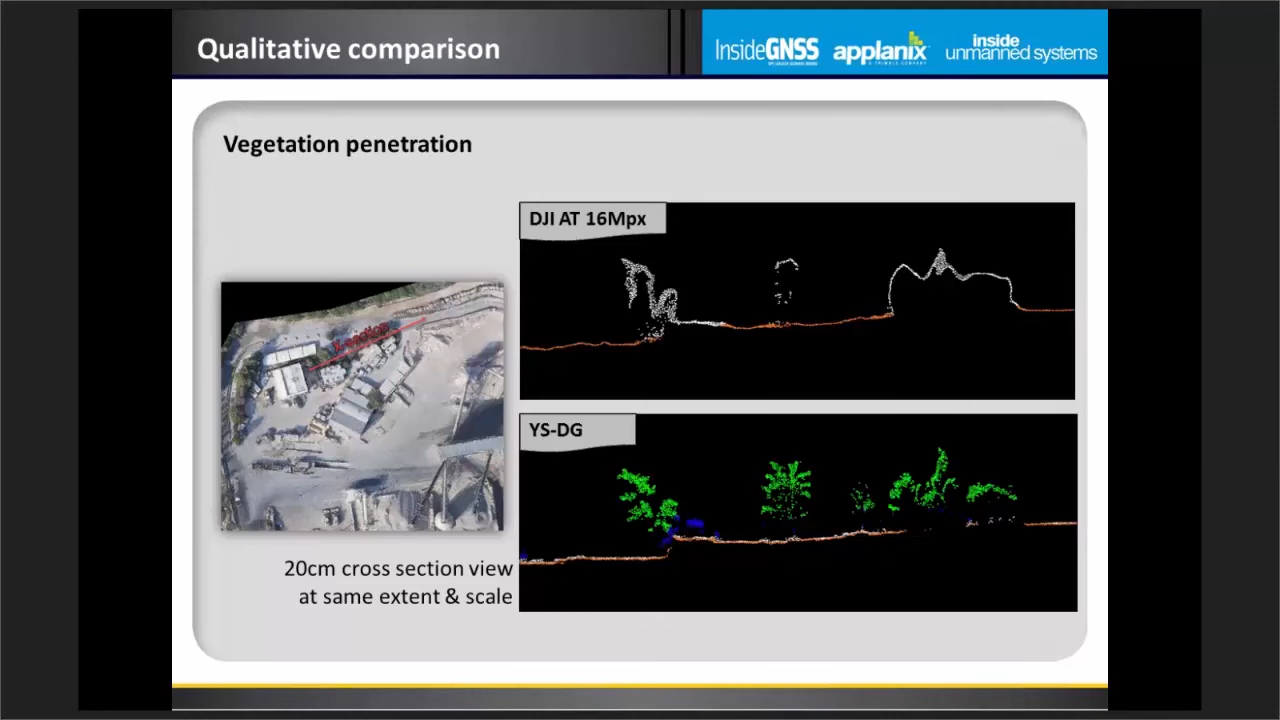 Qualitative comparison
InsideGNSS
applanix
inside
unmanned systems
Vegetation penetration
DJI AT 16Mpx
X-section
YS-DG
20cm cross section view
at same extent & scale